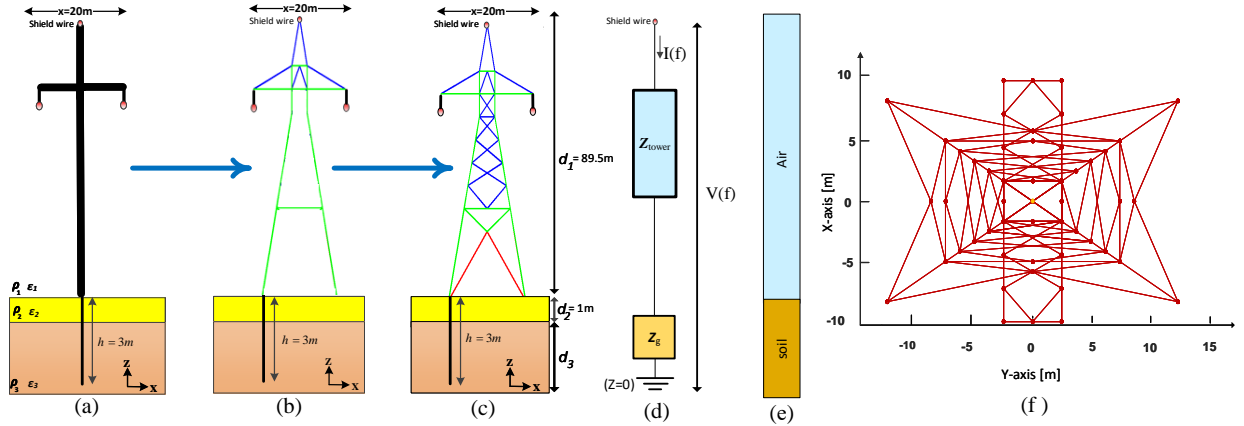 x=20m
Shield wire
ρ1 ε1
ρ2 ε2
ρ3 ε3
h = 3m
z
x
(a)
x=20m
Shield wire
h = 3m
z
x
(b)
x=20m
Shield wire
h = 3m
z
x
d1= 89.5m
d2= 1m
d3
(c)
Shield wire
I(f)
Ztower
V(f)
Zg
(Z=0)
(d)
Air
soil
(e)
X-axis [m]
10
5
0
-5
-10
-10
-5
0
5
10
15
Y-axis [m]
(f )